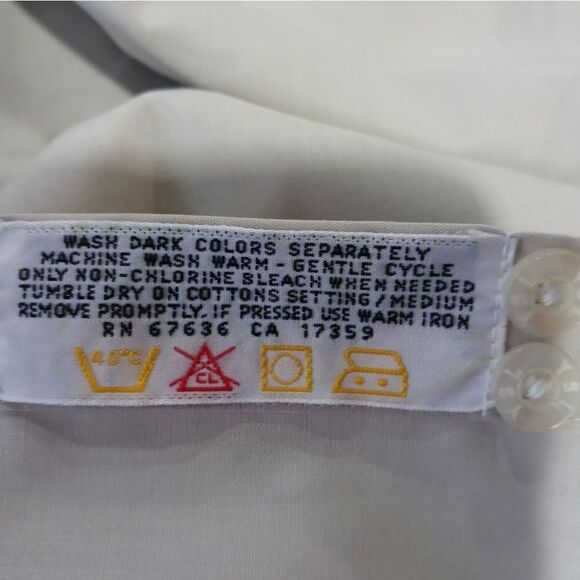 WASH DARK COLORS SEPARATELY
MACHINE WASH WARM, GENTLE CYCLE
ONLY NON-CHLORINE BLEACH WHEN NEEDED
TUMBLE DRY ON COTTONS SETTING/MEDIUM
REMOVE PROMPTLY. IF PRESSED USE WARM IRON
RN 67636 CA 17359
40°C CL